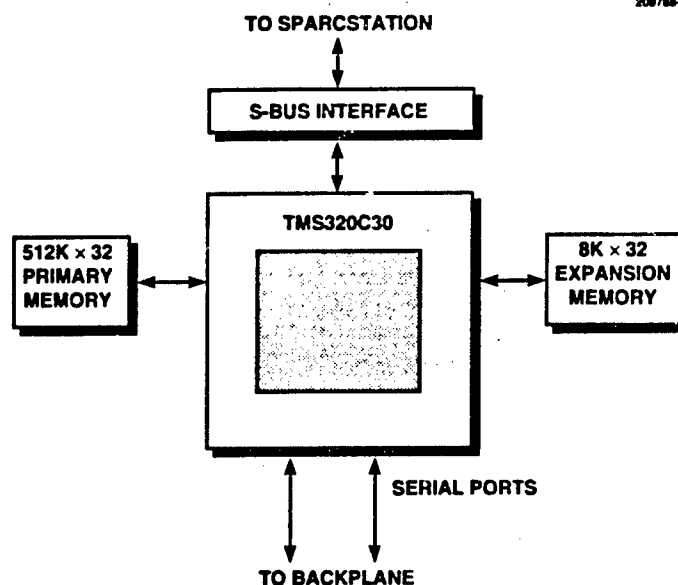 TO SPARCSTATION
S-BUS INTERFACE
TMS320C30
512K × 32
PRIMARY
MEMORY
8K × 32
EXPANSION
MEMORY
SERIAL PORTS
TO BACKPLANE